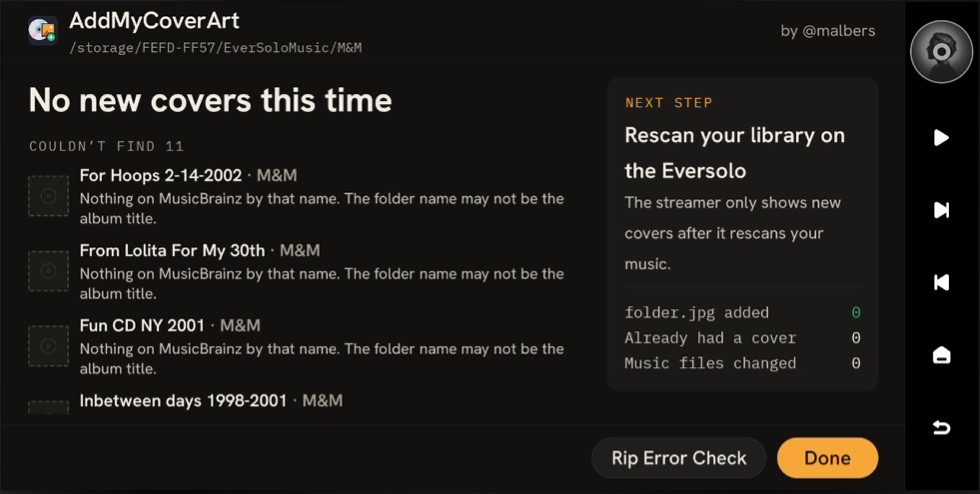 AddMyCoverArt
/storage/FEFD-FF57/EverSoloMusic/M&M
by @malbers
No new covers this time
COULDN'T FIND 11
For Hoops 2-14-2002 · M&M
Nothing on MusicBrainz by that name. The folder name may not be the
album title.
From Lolita For My 30th · M&M
Nothing on MusicBrainz by that name. The folder name may not be the
album title.
Fun CD NY 2001 · M&M
Nothing on MusicBrainz by that name. The folder name may not be the
album title.
Inbetween days 1998-2001 · M&M
NEXT STEP
Rescan your library on
the Eversolo
The streamer only shows new
covers after it rescans your
music.
folder.jpg added 0
Already had a cover 0
Music files changed 0
Rip Error Check
Done